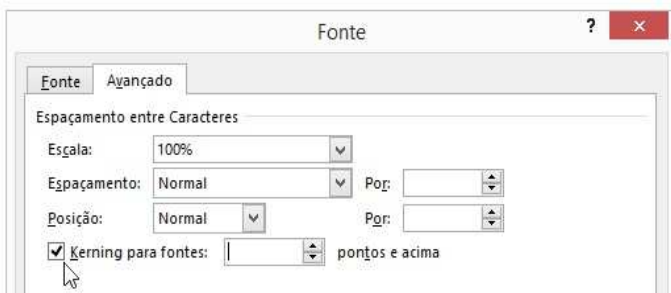 Fonte ? ×
Fonte Avançado
Espaçamento entre Caracteres
Escala: 100%
Espaçamento: Normal Por:
Posição: Normal Por:
Kerning para fontes: pontos e acima